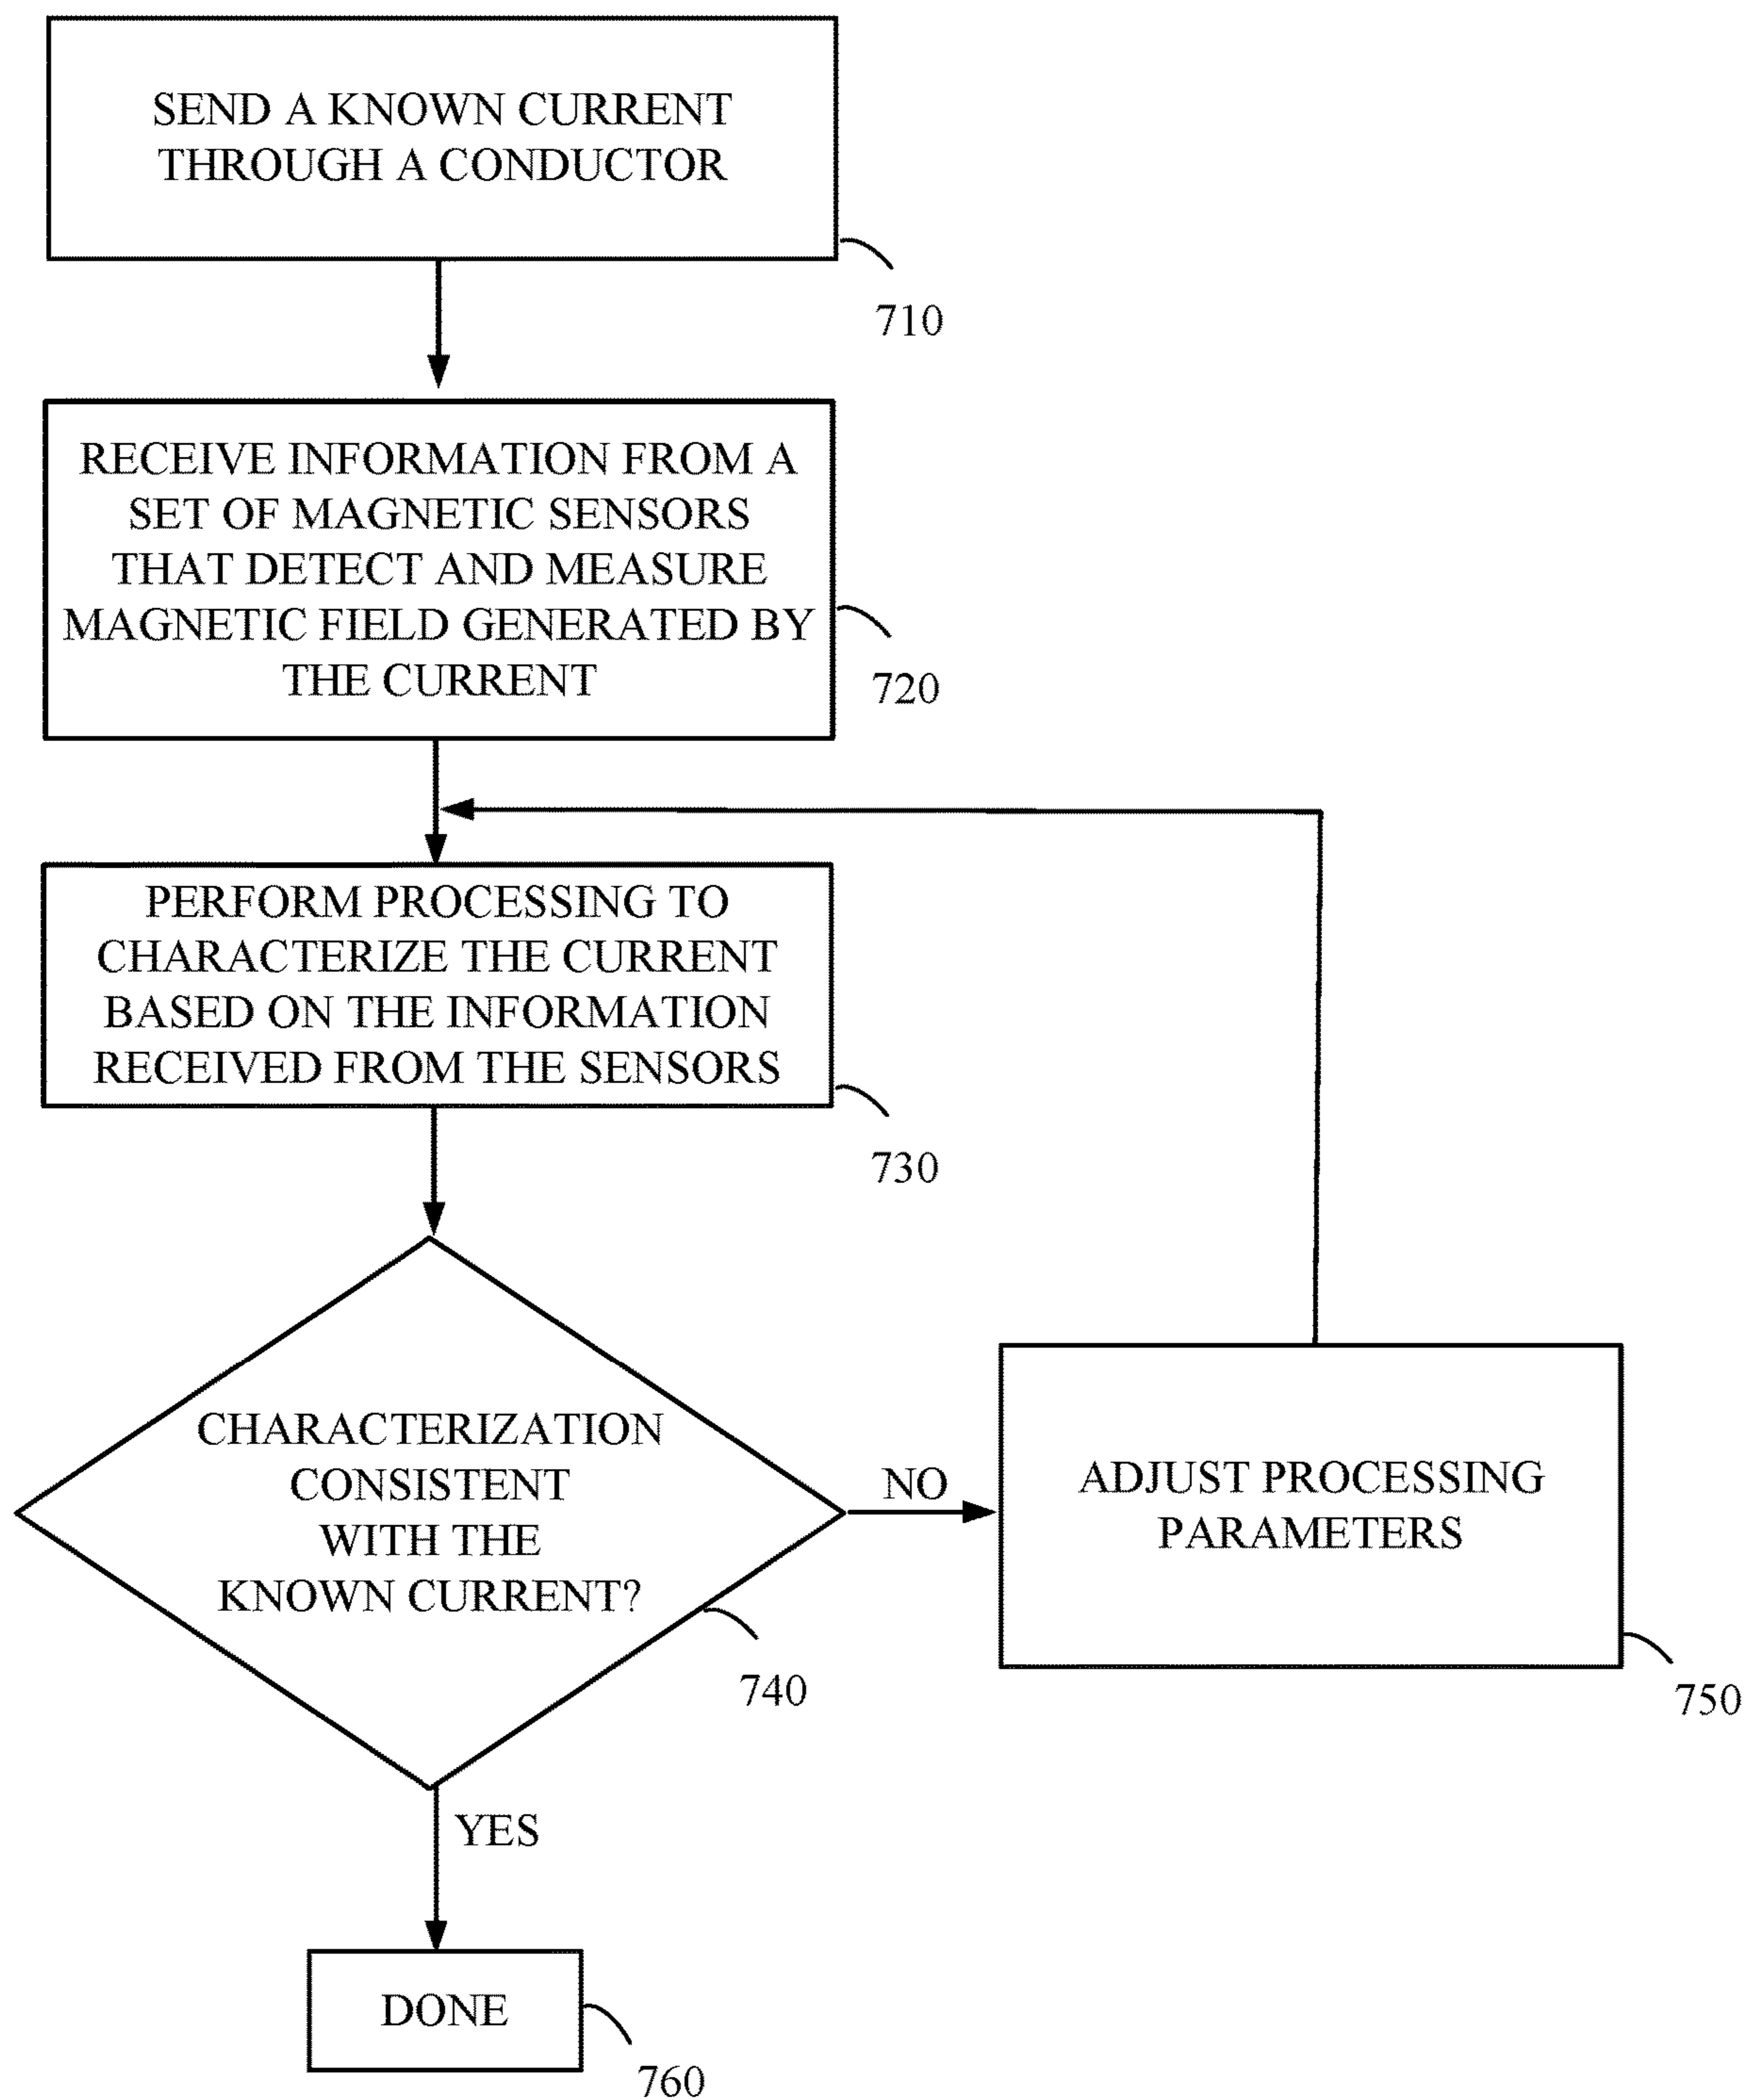 SEND A KNOWN CURRENT
THROUGH A CONDUCTOR
710
RECEIVE INFORMATION FROM A
SET OF MAGNETIC SENSORS
THAT DETECT AND MEASURE
MAGNETIC FIELD GENERATED BY
THE CURRENT
720
PERFORM PROCESSING TO
CHARACTERIZE THE CURRENT
BASED ON THE INFORMATION
RECEIVED FROM THE SENSORS
730
CHARACTERIZATION
CONSISTENT
WITH THE
KNOWN CURRENT?
740
NO
ADJUST PROCESSING
PARAMETERS
750
YES
DONE
760